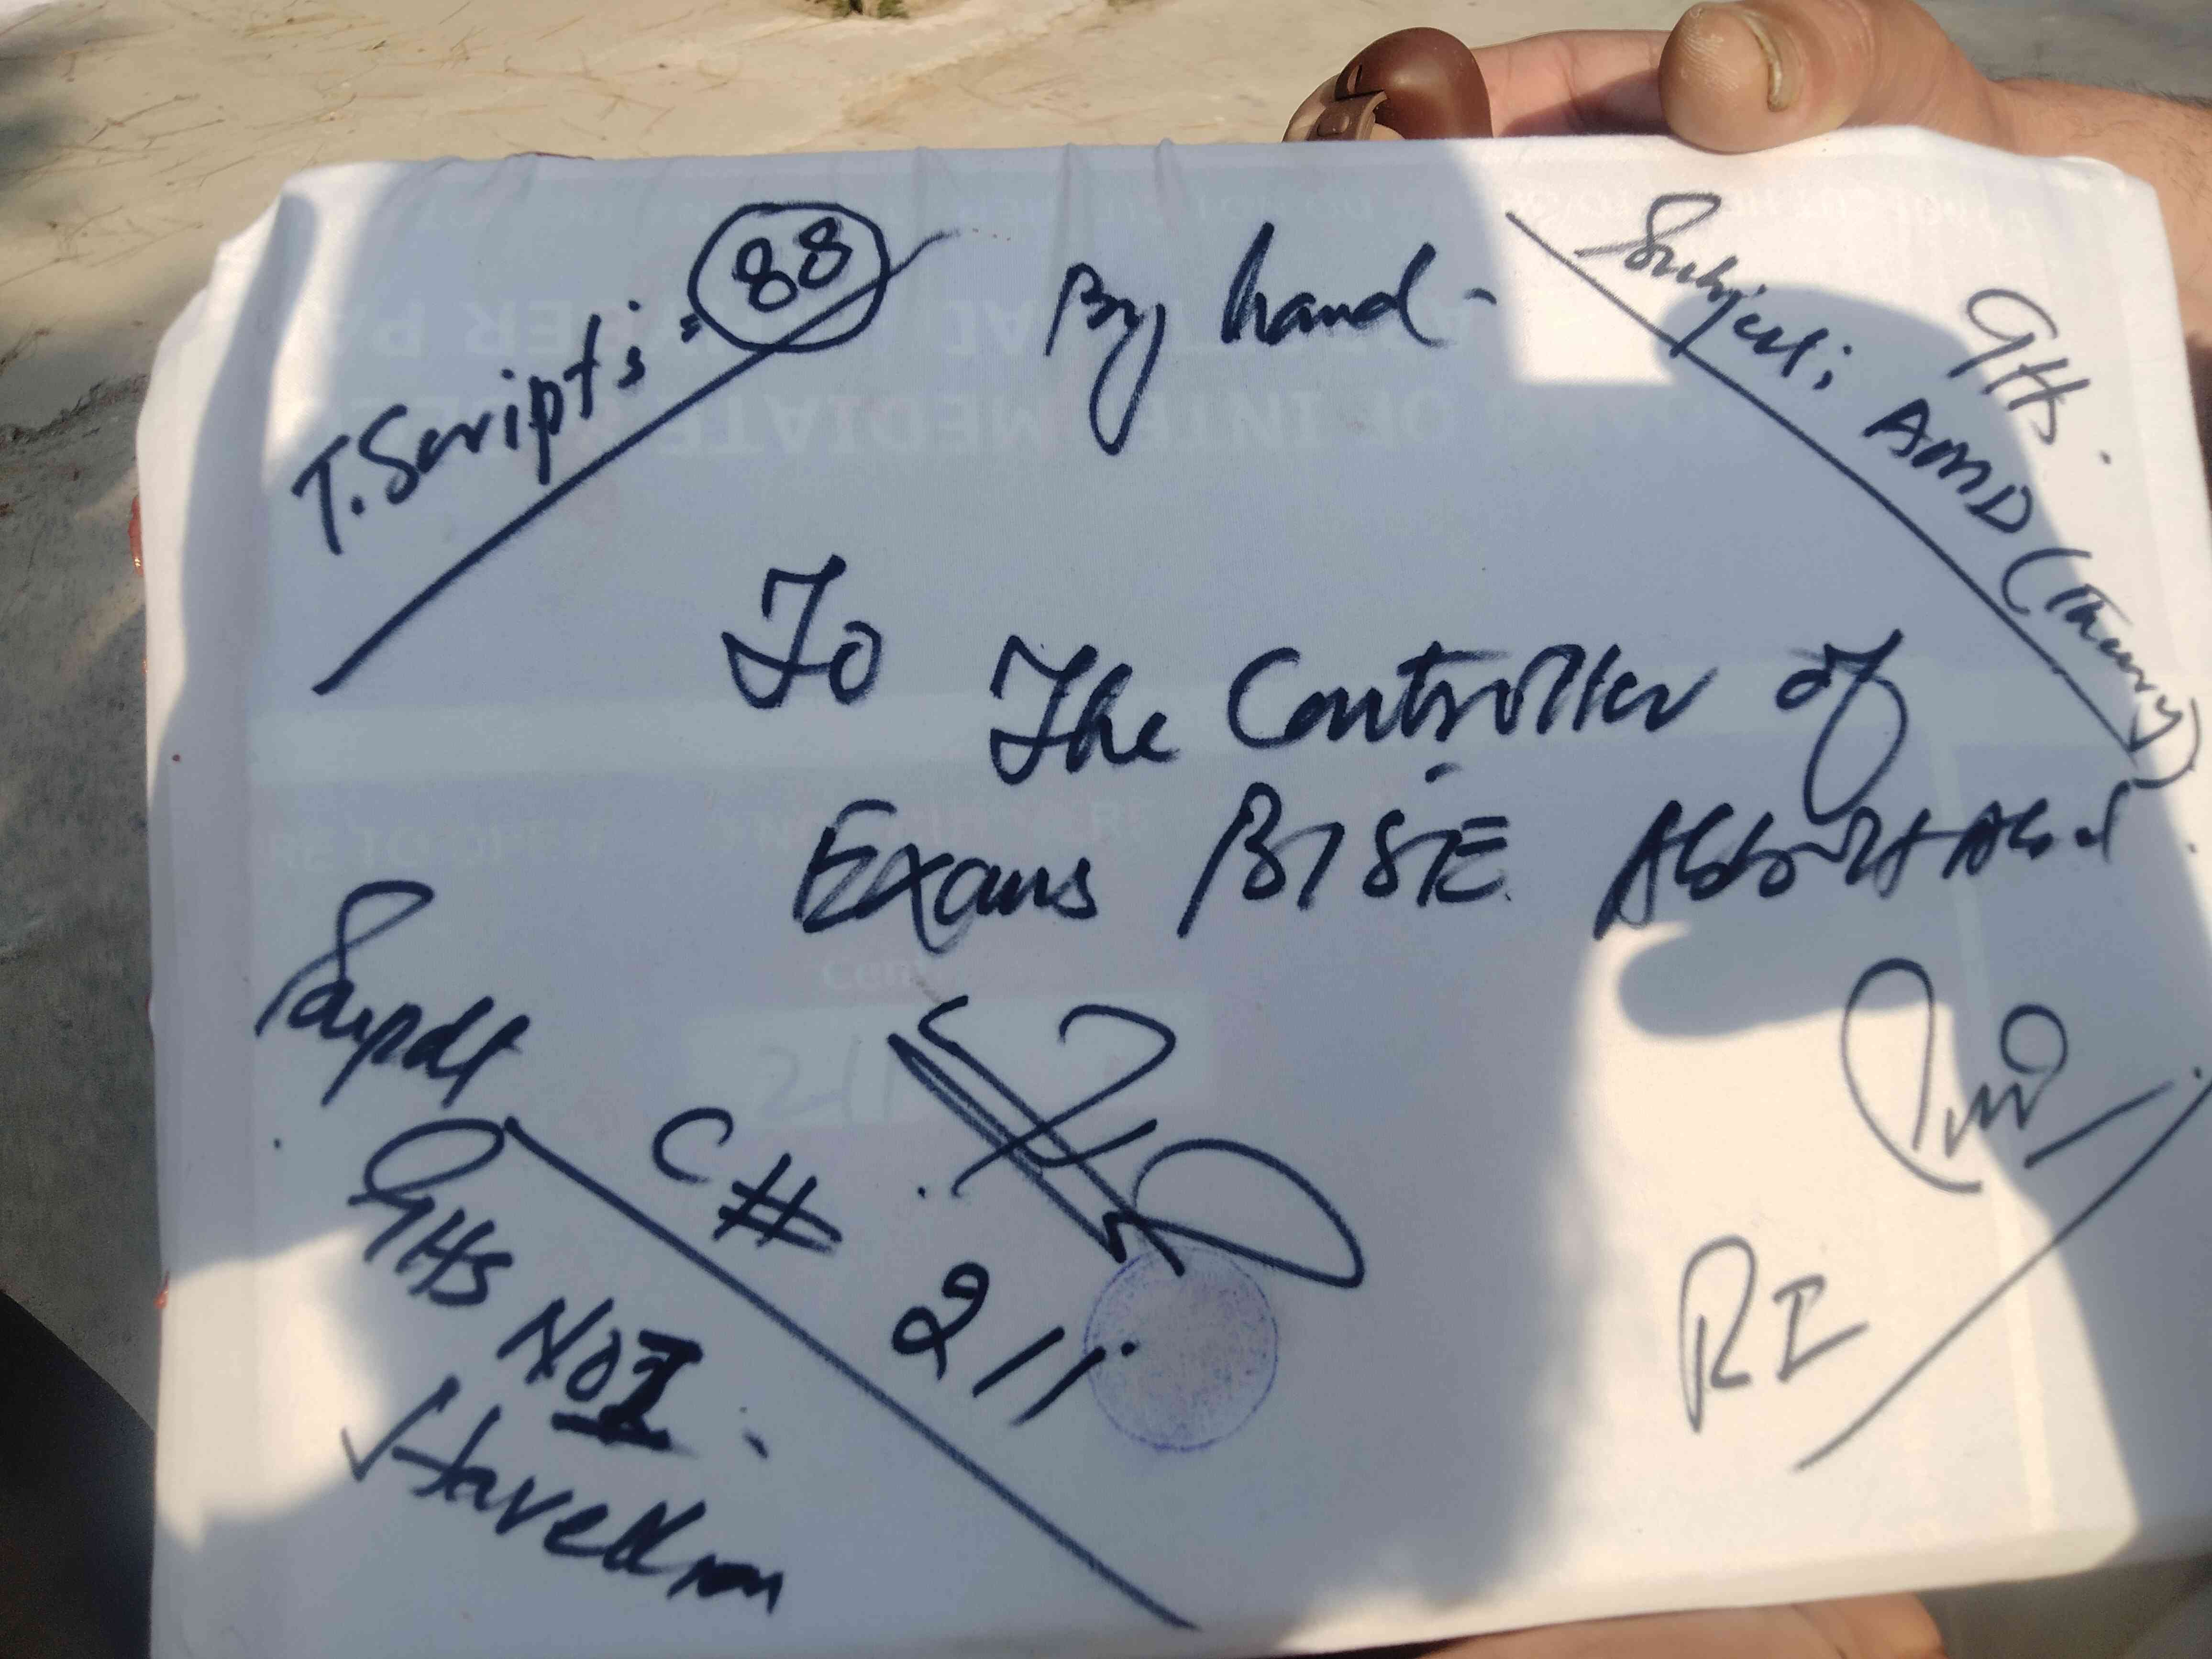 T. Scripts = 88
By hand -
GHS.
Subject; AMD (Theory)
To
The Controller of
Exams BISE Abbottabad
Supdt
GHS No I.
Havelian
C# 211
RI